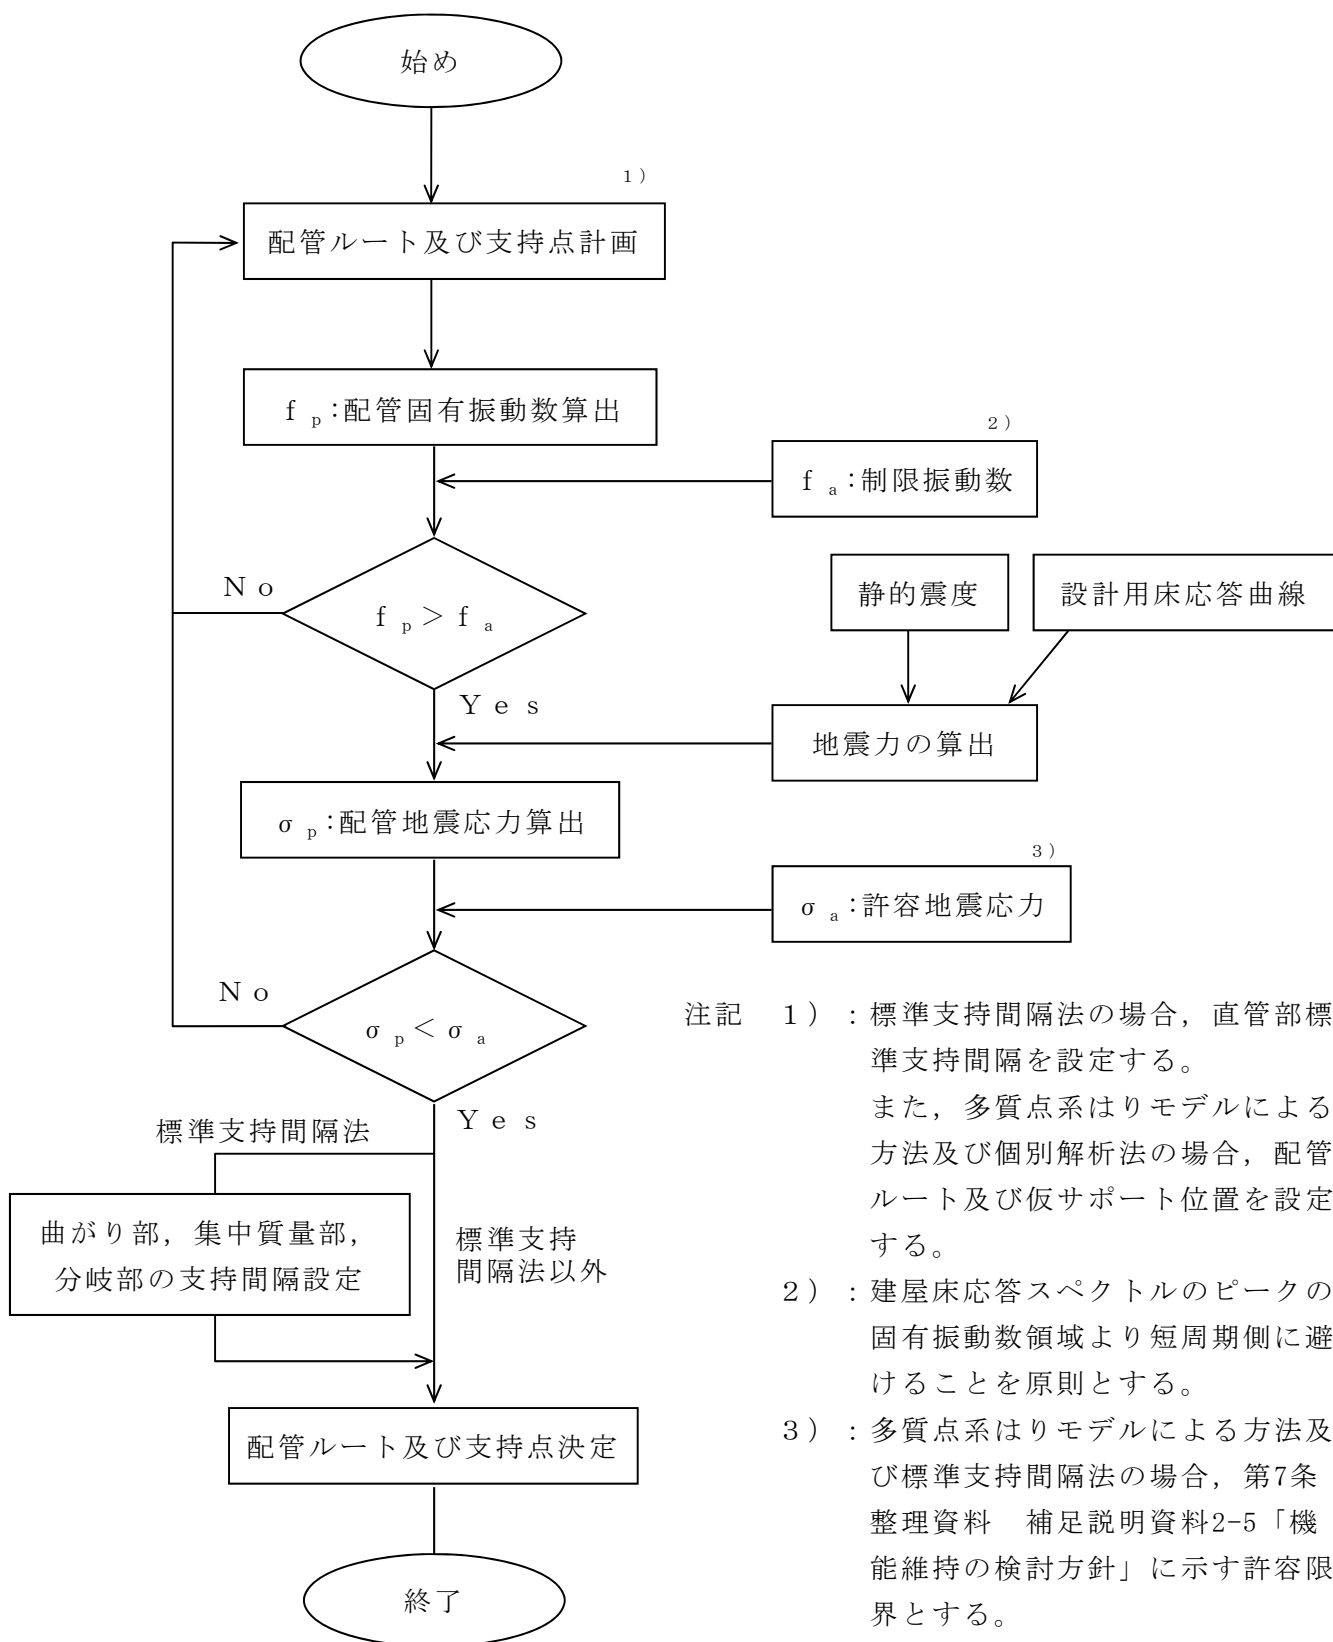 始め
1)
配管ルート及び支持点計画
f p:配管固有振動数算出
2)
f a:制限振動数
静的震度
設計用床応答曲線
No
f p> f a
Yes
地震力の算出
σ p:配管地震応力算出
3)
σ a:許容地震応力
No
σ p< σ a
Yes
標準支持間隔法
曲がり部，集中質量部，
分岐部の支持間隔設定
標準支持
間隔法以外
配管ルート及び支持点決定
終了
注記　1）：標準支持間隔法の場合，直管部標
準支持間隔を設定する。
また，多質点系はりモデルによる
方法及び個別解析法の場合，配管
ルート及び仮サポート位置を設定
する。
2）：建屋床応答スペクトルのピークの
固有振動数領域より短周期側に避
けることを原則とする。
3）：多質点系はりモデルによる方法及
び標準支持間隔法の場合，第7条
整理資料　補足説明資料2-5「機
能維持の検討方針」に示す許容限
界とする。